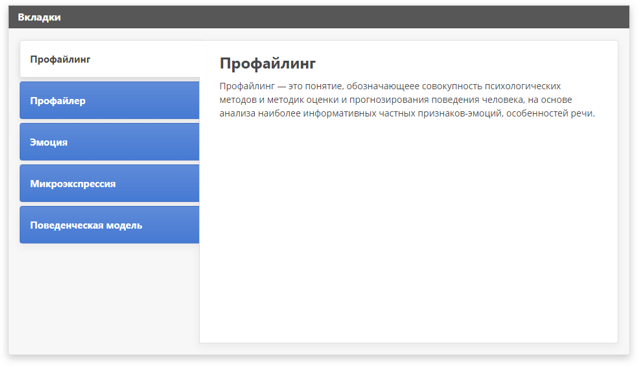 Вкладки
Профайлинг
Профайлер
Эмоция
Микроэкспрессия
Поведенческая модель
Профайлинг
Профайлинг — это понятие, обозначающеее совокупность психологических
методов и методик оценки и прогнозирования поведения человека, на основе
анализа наиболее информативных частных признаков-эмоций, особенностей речи.